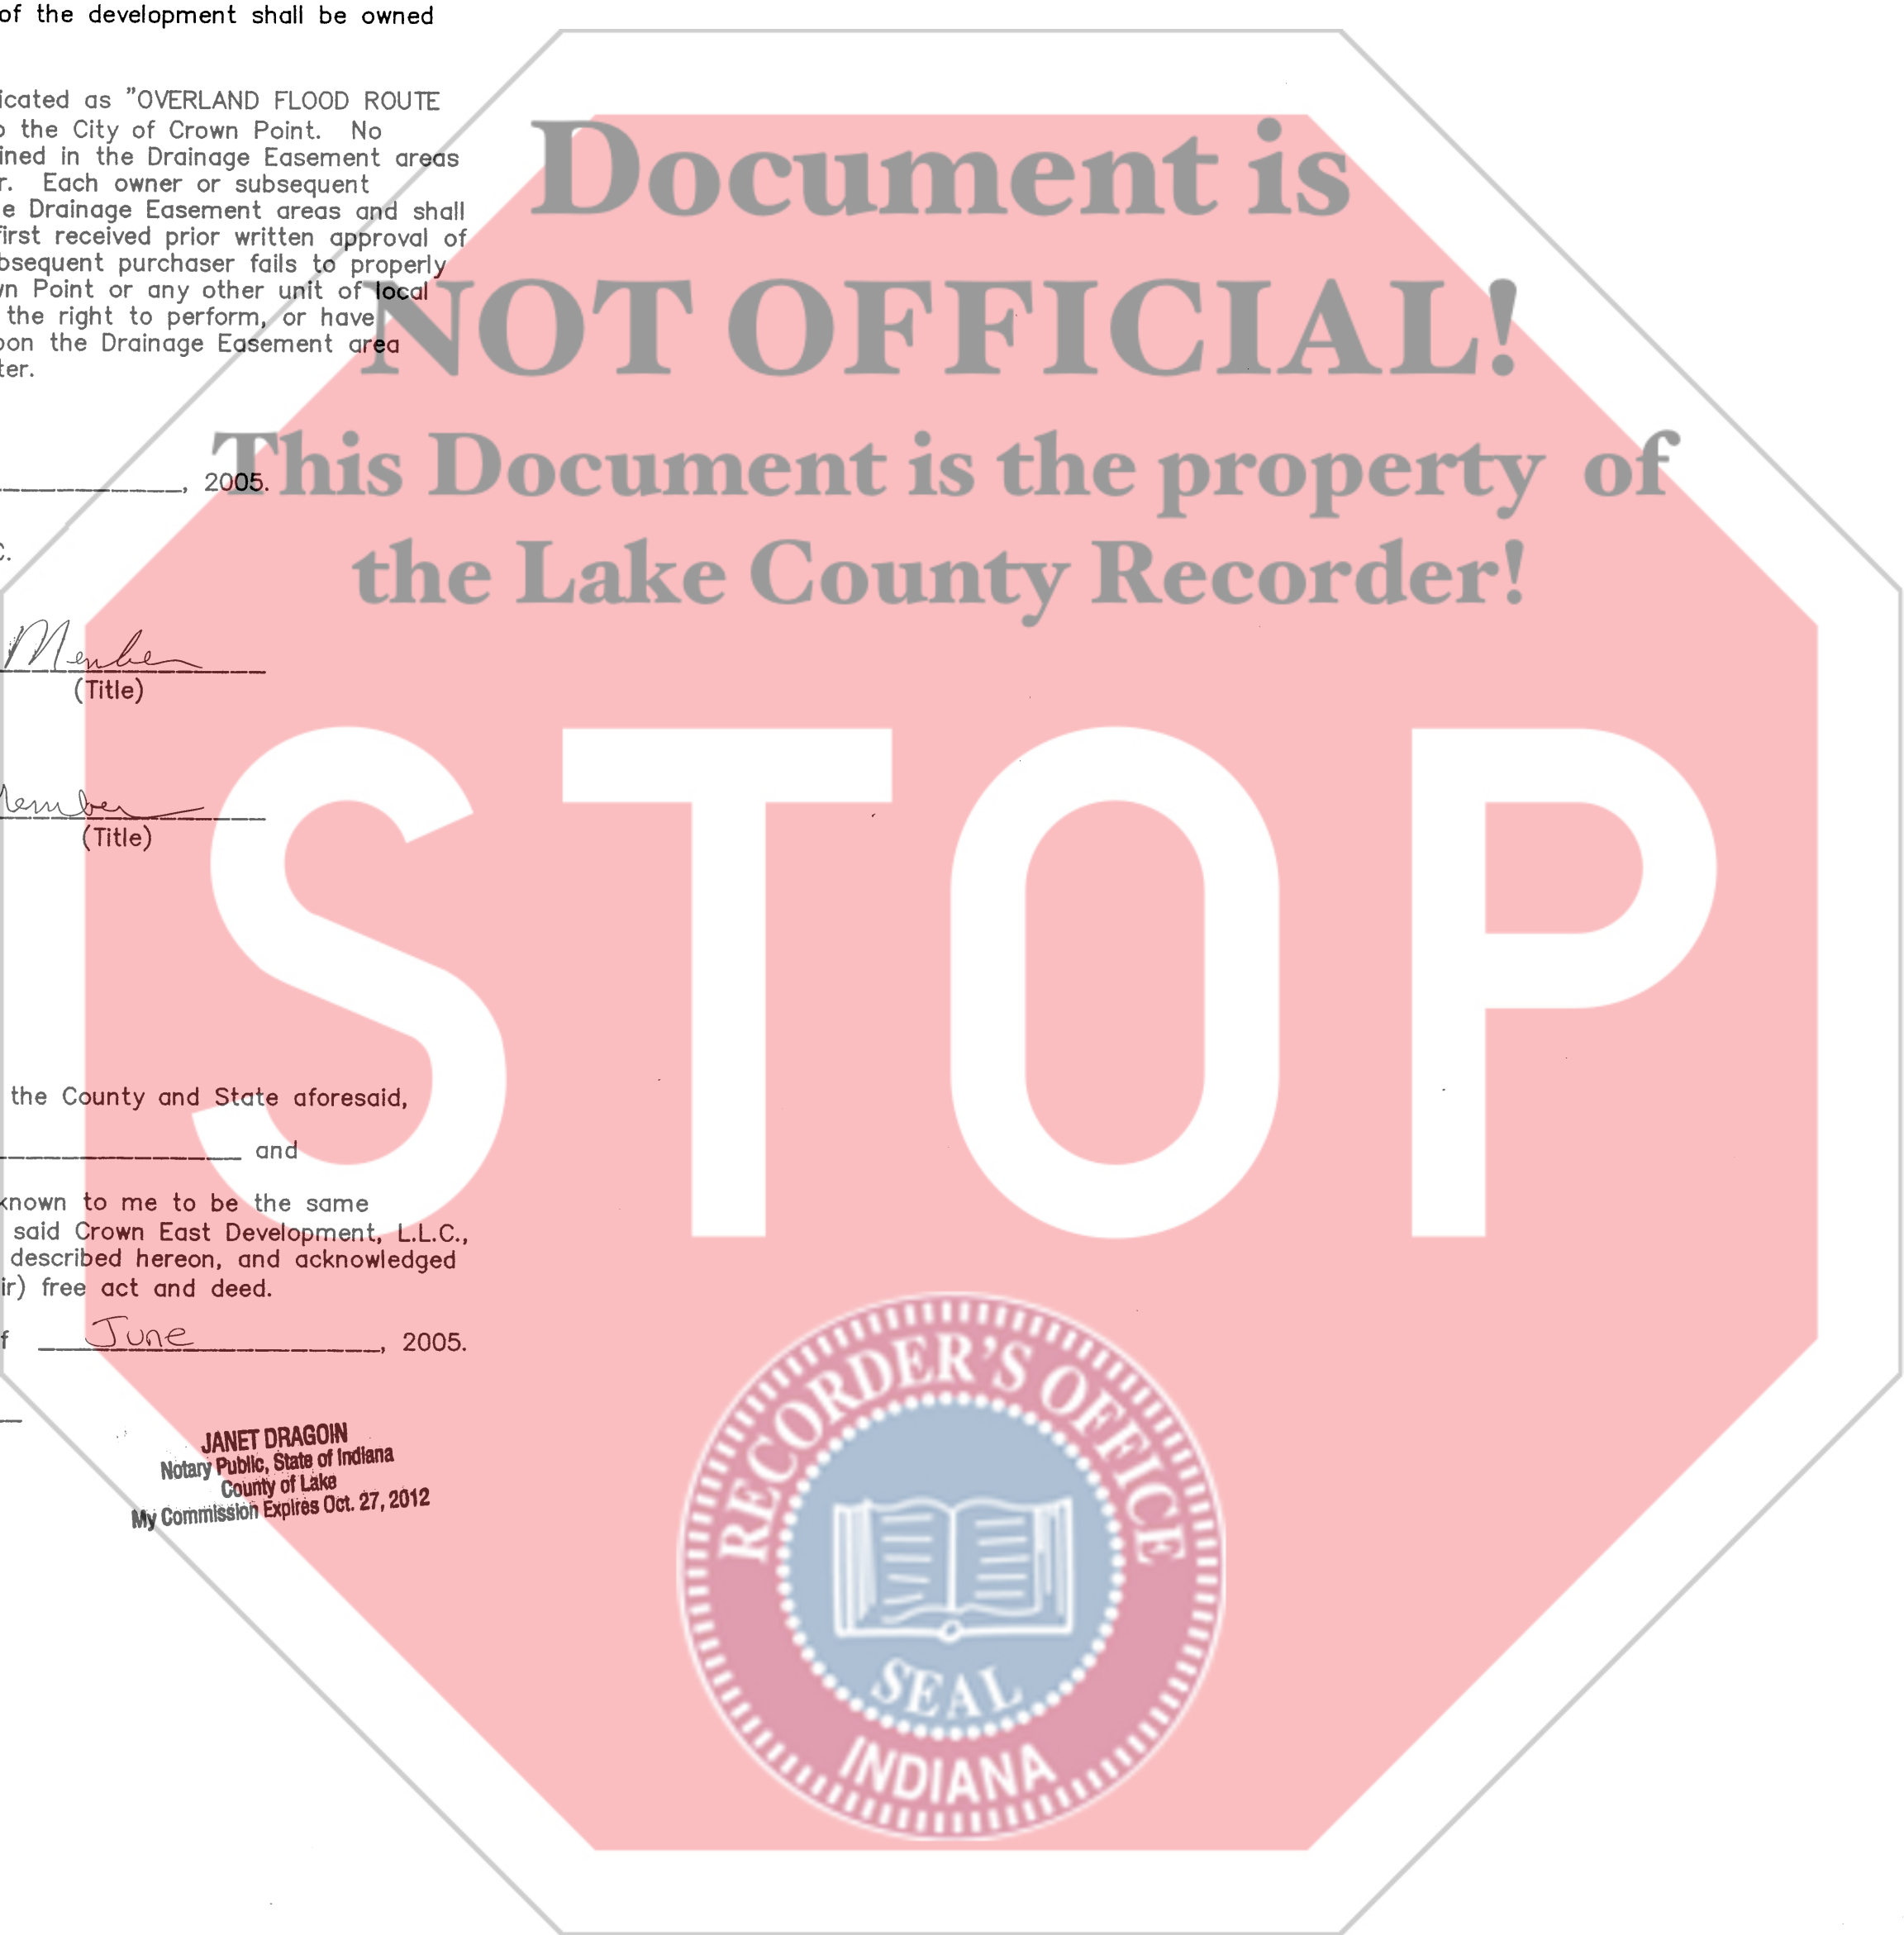 of the development shall be owned
icated as "OVERLAND FLOOD ROUTE
o the City of Crown Point. No
ined in the Drainage Easement areas
r. Each owner or subsequent
e Drainage Easement areas and shall
first received prior written approval of
bsequent purchaser fails to properly
wn Point or any other unit of local
the right to perform, or have
pon the Drainage Easement area
ter.
Document is
NOT OFFICIAL!
This Document is the property of
the Lake County Recorder!
, 2005.
C.
Member
(Title)
Member
(Title)
STOP
the County and State aforesaid,
and
known to me to be the same
said Crown East Development, L.L.C.,
described hereon, and acknowledged
ir) free act and deed.
f June, 2005.
JANET DRAGOIN
Notary Public, State of Indiana
County of Lake
My Commission Expires Oct. 27, 2012
RECORDER'S OFFICE
SEAL
INDIANA